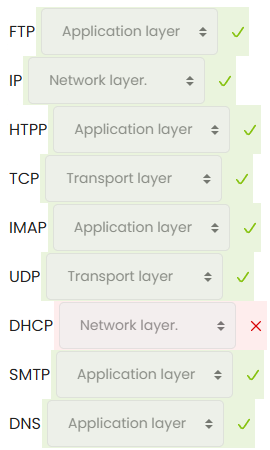 FTP Application layer
IP Network layer.
HTPP Application layer
TCP Transport layer
IMAP Application layer
UDP Transport layer
DHCP Network layer.
SMTP Application layer
DNS Application layer